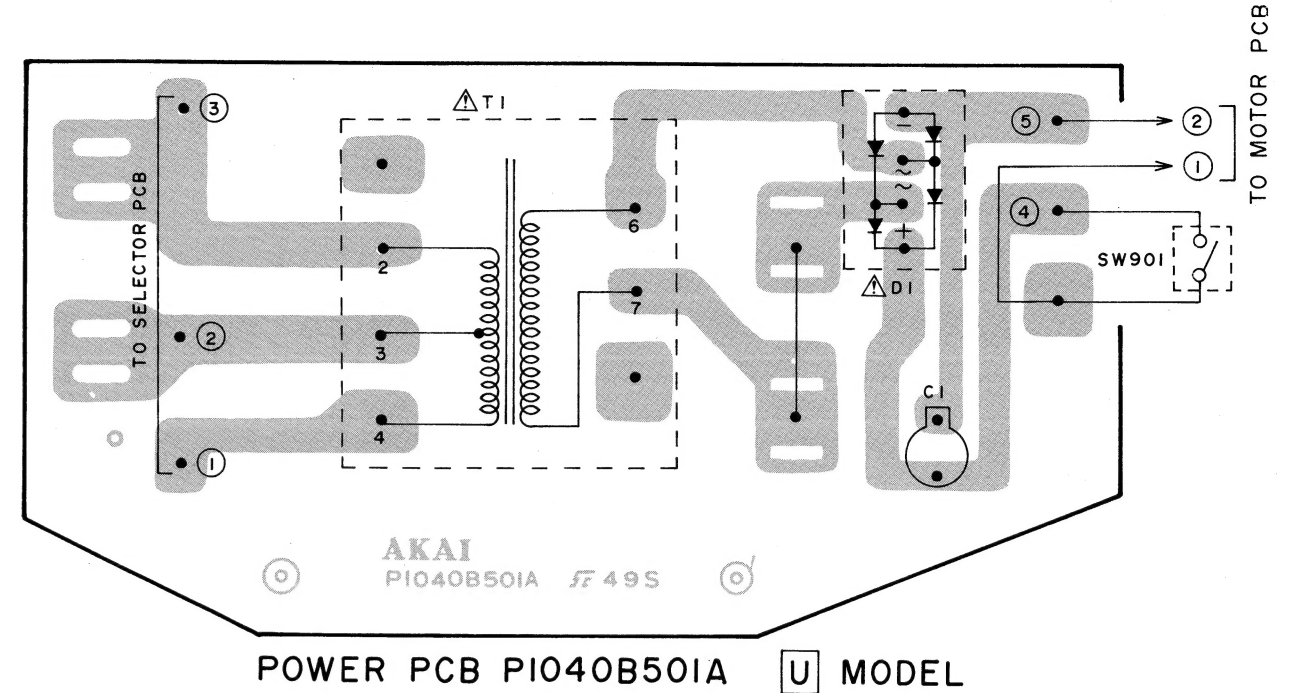 TO MOTOR PCB
③
⚠T1
⑤
②
−
①
~
~
TO SELECTOR PCB
④
6
+
2
SW901
⚠D1
7
②
3
C1
4
①
AKAI
P1040B501A 49S
POWER PCB P1040B501A U MODEL